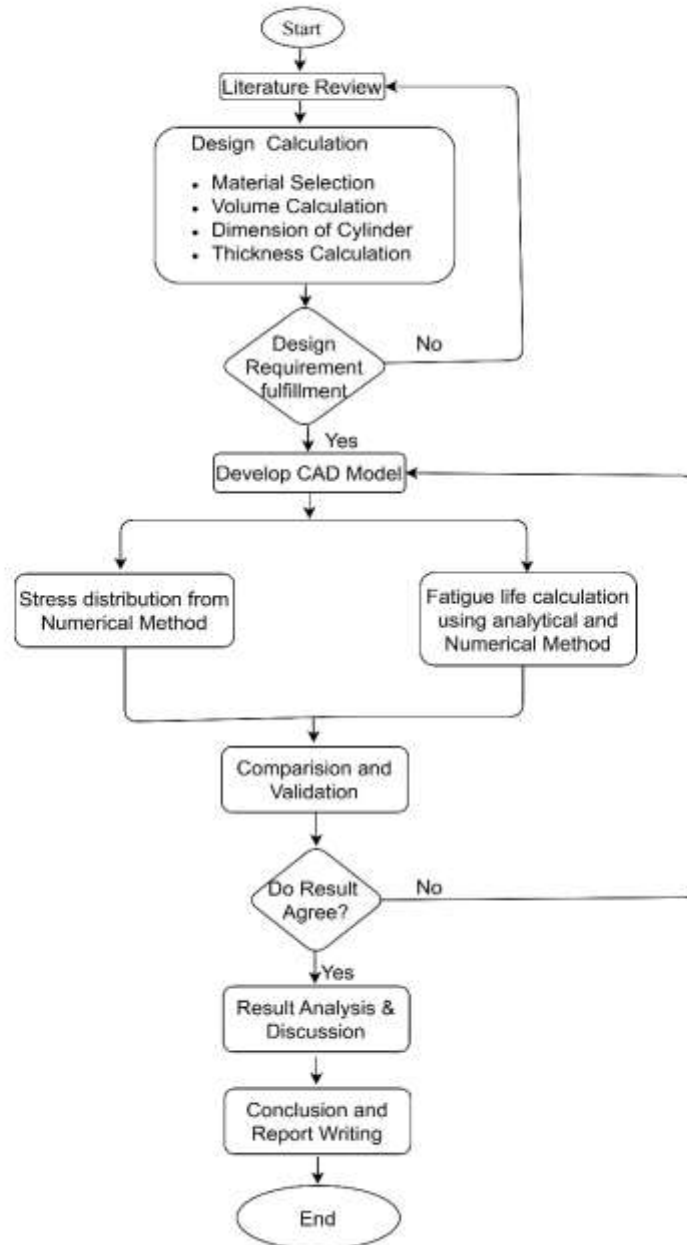 Start
Literature Review
Design Calculation
• Material Selection
• Volume Calculation
• Dimension of Cylinder
• Thickness Calculation
Design
Requirement
fulfillment
No
Yes
Develop CAD Model
Stress distribution from
Numerical Method
Fatigue life calculation
using analytical and
Numerical Method
Comparision and
Validation
Do Result
Agree?
No
Yes
Result Analysis &
Discussion
Conclusion and
Report Writing
End